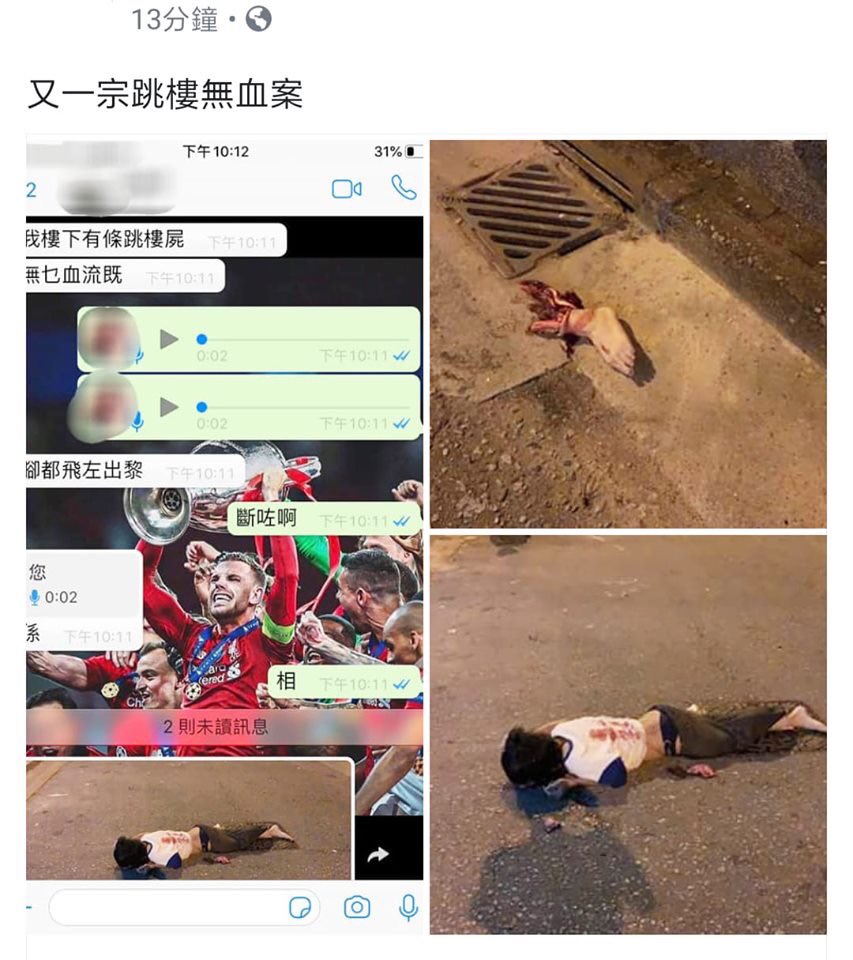 13分鐘
又一宗跳樓無血案
下午10:12
31%
2
我樓下有條跳樓屍 下午10:11
無乜血流既 下午10:11
0:02 下午10:11
0:02 下午10:11
腳都飛左出黎 下午10:11
斷咗啊 下午10:11
您
0:02
係 下午10:11
相 下午10:11
2 則未讀訊息